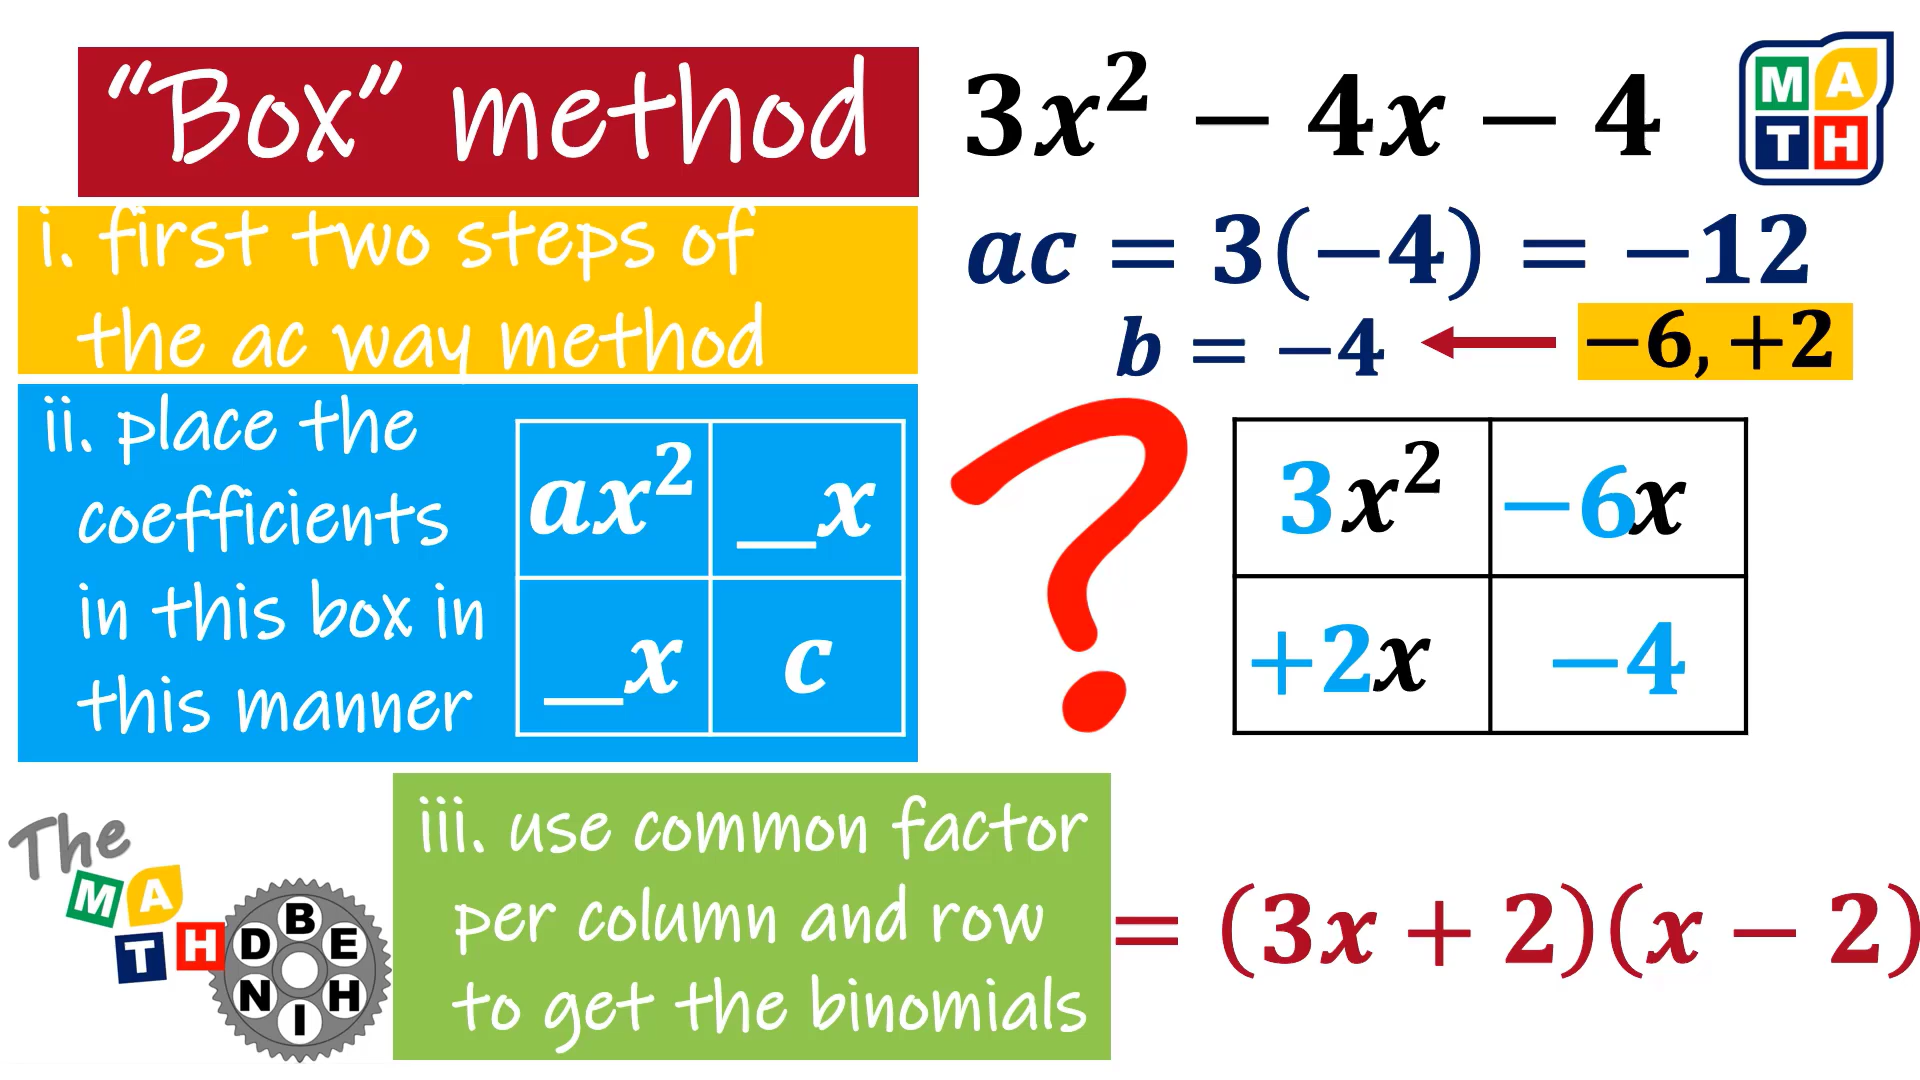 “Box” method
3x² − 4x − 4
MATH
i. first two steps of
the ac way method
ac = 3(−4) = −12
b = −4
−6, +2
ii. place the
coefficients
in this box in
this manner
ax² __x
__x c
?
3x² −6x
+2x −4
iii. use common factor
per column and row
to get the binomials
= (3x + 2)(x − 2)
The
MATH
BEHIND